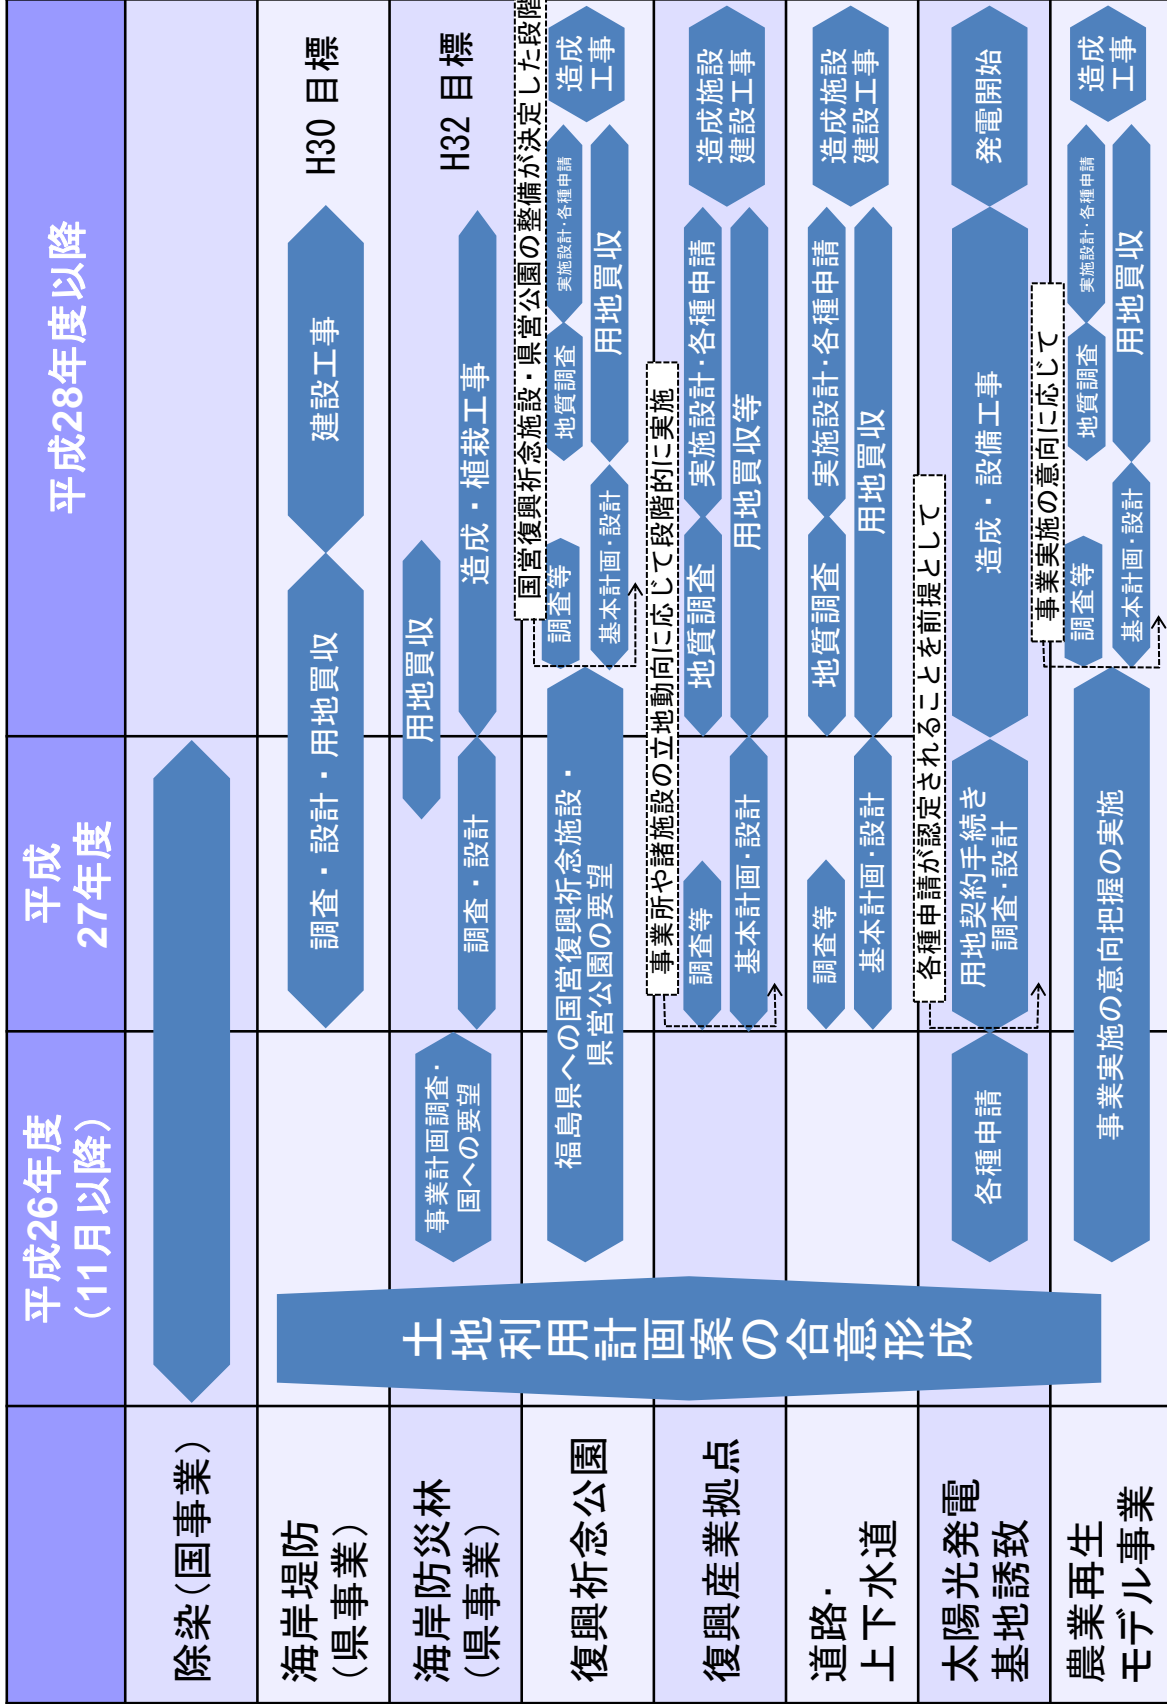 平成26年度
（11月以降）
平成
27年度
平成28年度以降
除染（国事業）
土地利用計画案の合意形成
海岸堤防
（県事業）
調査・設計・用地買収
建設工事
H30 目標
海岸防災林
（県事業）
事業計画調査・
国への要望
用地買収
調査・設計
造成・植栽工事
H32 目標
復興祈念公園
福島県への国営復興祈念施設・
県営公園の要望
国営復興祈念施設・県営公園の整備が決定した段階
調査等
基本計画・設計
地質調査
実施設計・各種申請
用地買収
造成
工事
復興産業拠点
事業所や諸施設の立地動向に応じて段階的に実施
調査等
基本計画・設計
地質調査
実施設計・各種申請
用地買収等
造成施設
建設工事
道路・
上下水道
調査等
基本計画・設計
地質調査
実施設計・各種申請
用地買収
造成施設
建設工事
太陽光発電
基地誘致
各種申請
各種申請が認定されることを前提として
用地契約手続き
調査・設計
造成・設備工事
発電開始
農業再生
モデル事業
事業実施の意向把握の実施
事業実施の意向に応じて
調査等
基本計画・設計
地質調査
実施設計・各種申請
用地買収
造成
工事